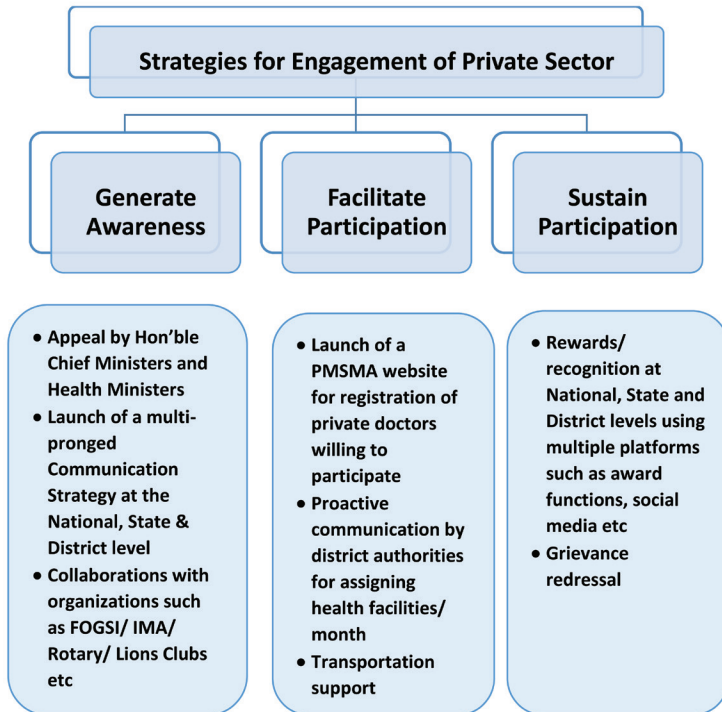 Strategies for Engagement of Private Sector
Generate
Awareness
Facilitate
Participation
Sustain
Participation
• Appeal by Hon’ble
Chief Ministers and
Health Ministers
• Launch of a multi-
pronged
Communication
Strategy at the
National, State &
District level
• Collaborations with
organizations such
as FOGSI/ IMA/
Rotary/ Lions Clubs
etc
• Launch of a
PMSMA website
for registration of
private doctors
willing to
participate
• Proactive
communication by
district authorities
for assigning
health facilities/
month
• Transportation
support
• Rewards/
recognition at
National, State and
District levels using
multiple platforms
such as award
functions, social
media etc
• Grievance
redressal